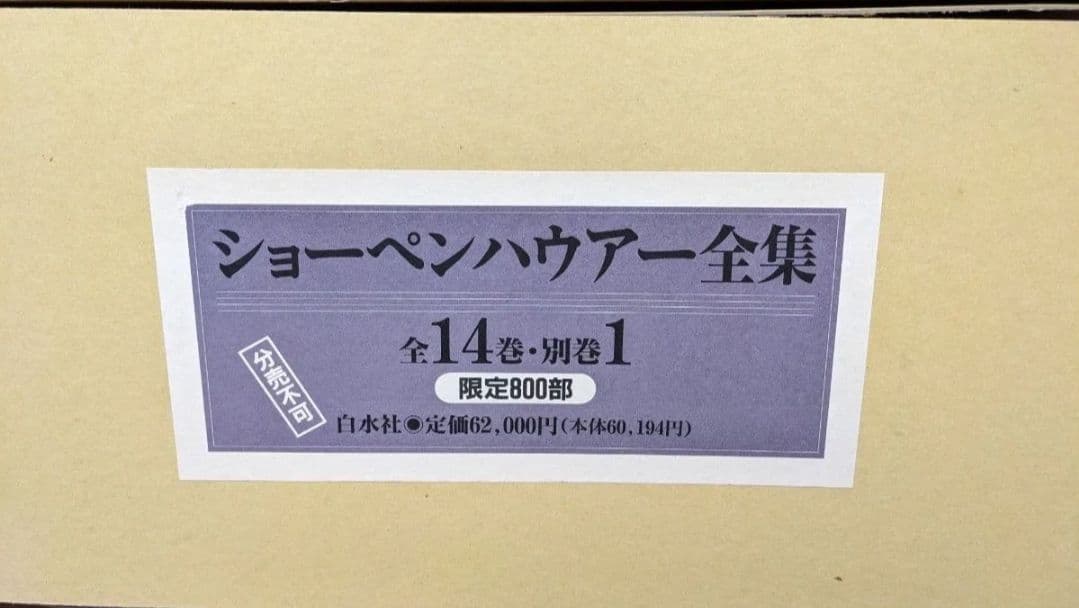 ショーペンハウアー全集
全14巻・別巻1
限定800部
分売不可
白水社◉定価62,000円(本体60,194円)